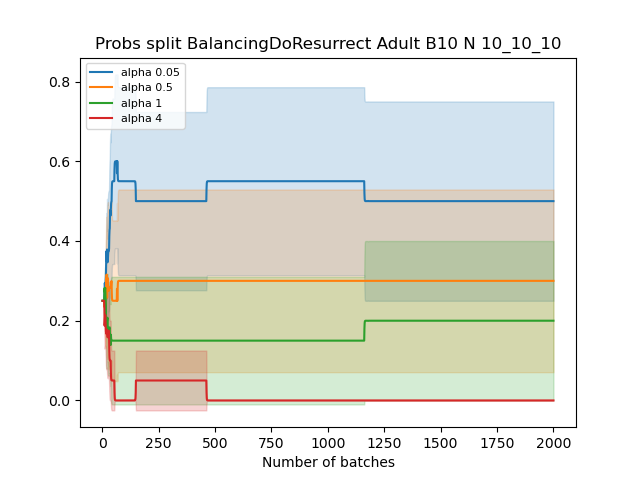 Probs split BalancingDoResurrect Adult B10 N 10_10_10
alpha 0.05
alpha 0.5
alpha 1
alpha 4
0.8
0.6
0.4
0.2
0.0
0 250 500 750 1000 1250 1500 1750 2000
Number of batches